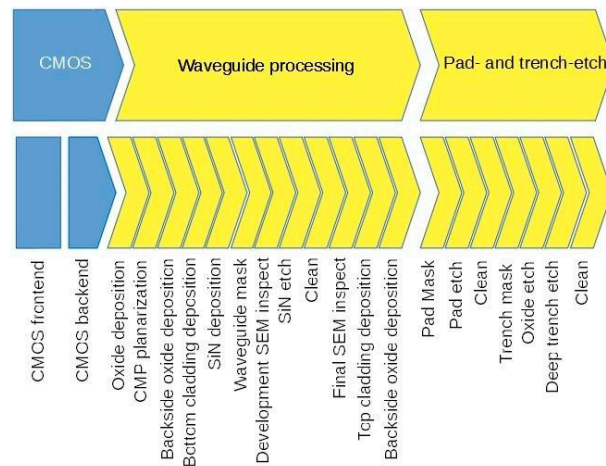 CMOS
Waveguide processing
Pad- and trench-etch
CMOS frontend
CMOS backend
Oxide deposition
CMP planarization
Backside oxide deposition
Bottcm cladding deposition
SiN deposition
Waveguide mask
Development SEM inspect
SiN etch
Clean
Final SEM inspect
Tcp cladding deposition
Backside oxide deposition
Pad Mask
Pad etch
Clean
Trench mask
Oxide etch
Deep trench etch
Clean